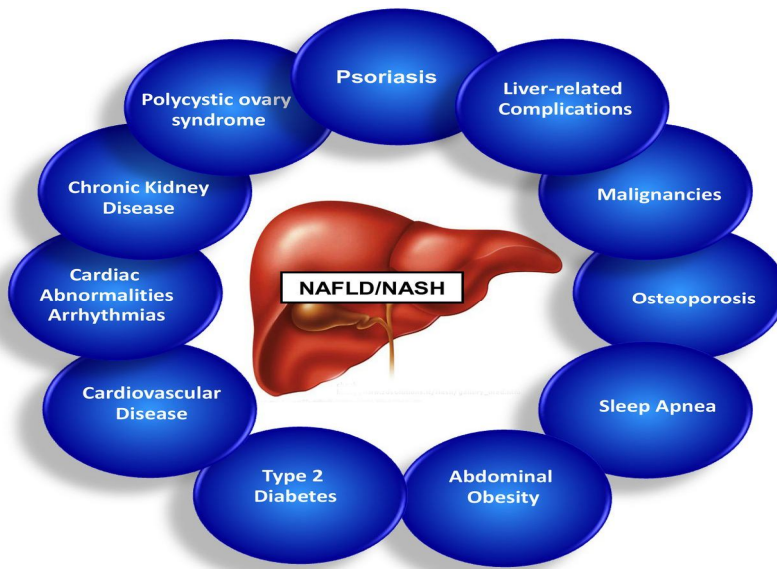 Psoriasis
Liver-related
Complications
Malignancies
Osteoporosis
Sleep Apnea
Abdominal
Obesity
Type 2
Diabetes
Cardiovascular
Disease
Cardiac
Abnormalities
Arrhythmias
Chronic Kidney
Disease
Polycystic ovary
syndrome
NAFLD/NASH